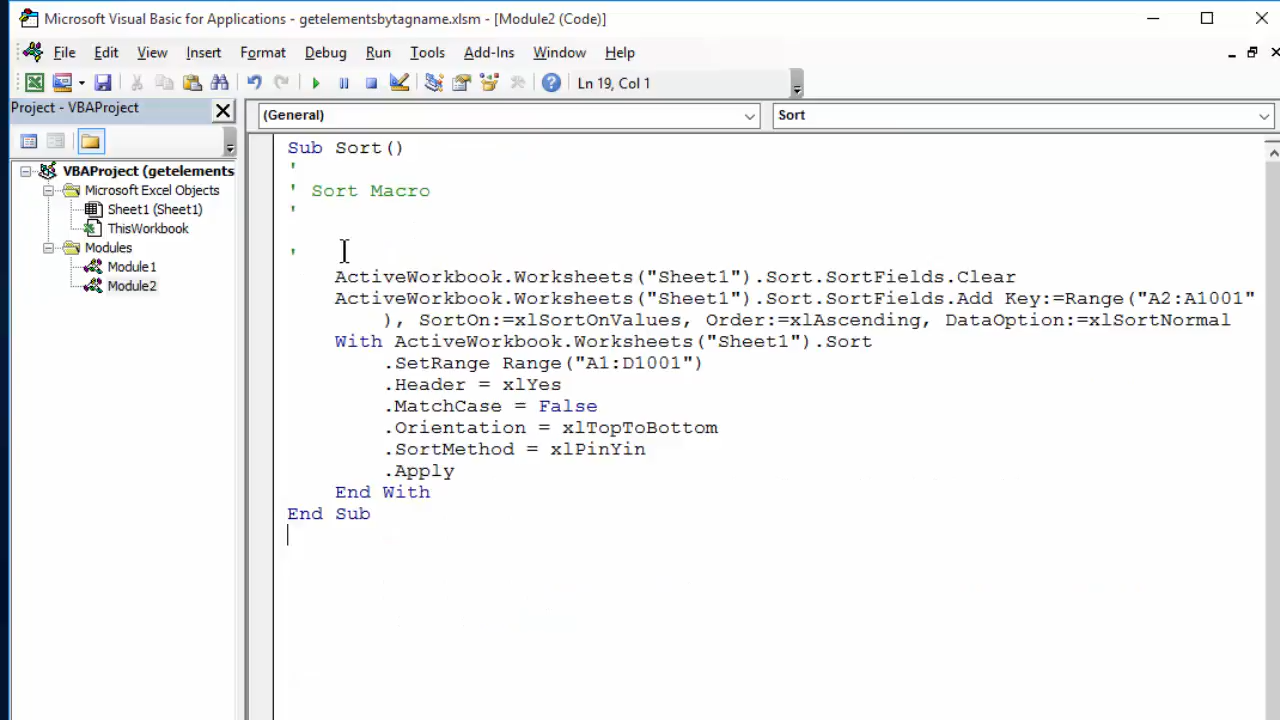 Microsoft Visual Basic for Applications - getelementsbytagname.xlsm - [Module2 (Code)]
File Edit View Insert Format Debug Run Tools Add-Ins Window Help
Ln 19, Col 1
Project - VBAProject
(General) Sort
VBAProject (getelements
Microsoft Excel Objects
Sheet1 (Sheet1)
ThisWorkbook
Modules
Module1
Module2
Sub Sort()
'
' Sort Macro
'
'
ActiveWorkbook.Worksheets("Sheet1").Sort.SortFields.Clear
ActiveWorkbook.Worksheets("Sheet1").Sort.SortFields.Add Key:=Range("A2:A1001"
), SortOn:=xlSortOnValues, Order:=xlAscending, DataOption:=xlSortNormal
With ActiveWorkbook.Worksheets("Sheet1").Sort
.SetRange Range("A1:D1001")
.Header = xlYes
.MatchCase = False
.Orientation = xlTopToBottom
.SortMethod = xlPinYin
.Apply
End With
End Sub